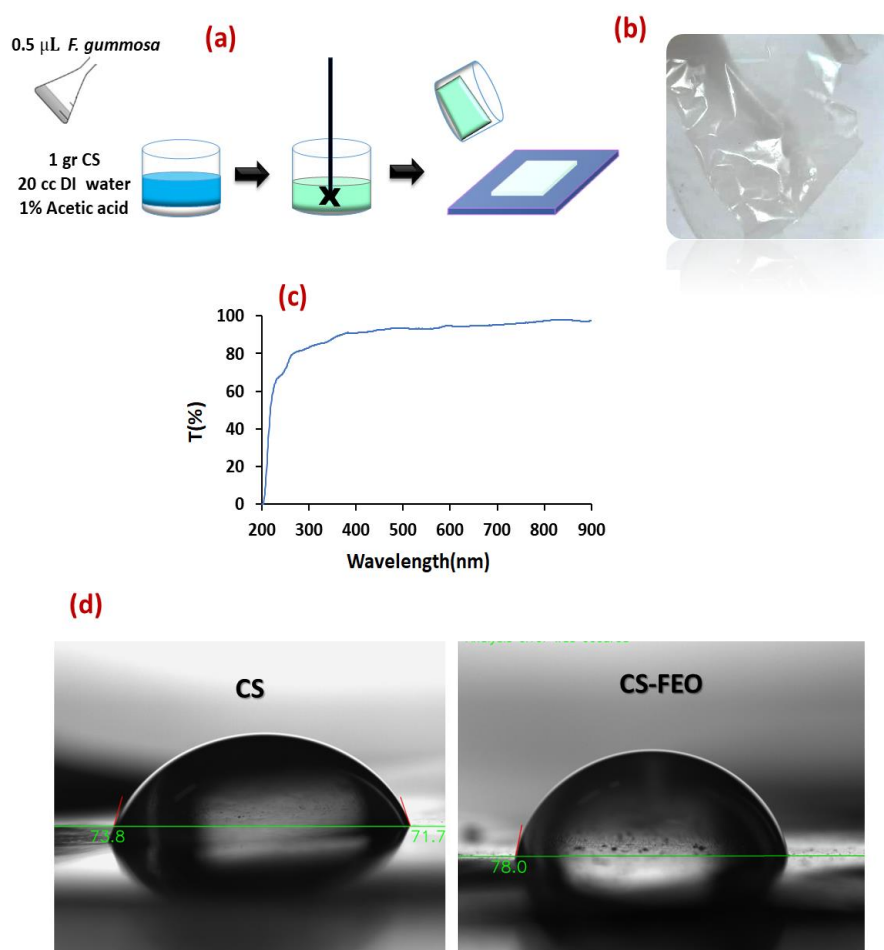 (a)
0.5 μL F. gummosa
1 gr CS
20 cc DI water
1% Acetic acid
X
(b)
(c)
T(%)
100
80
60
40
20
0
200 300 400 500 600 700 800 900
Wavelength(nm)
(d)
CS
73.8
71.7
CS-FEO
78.0